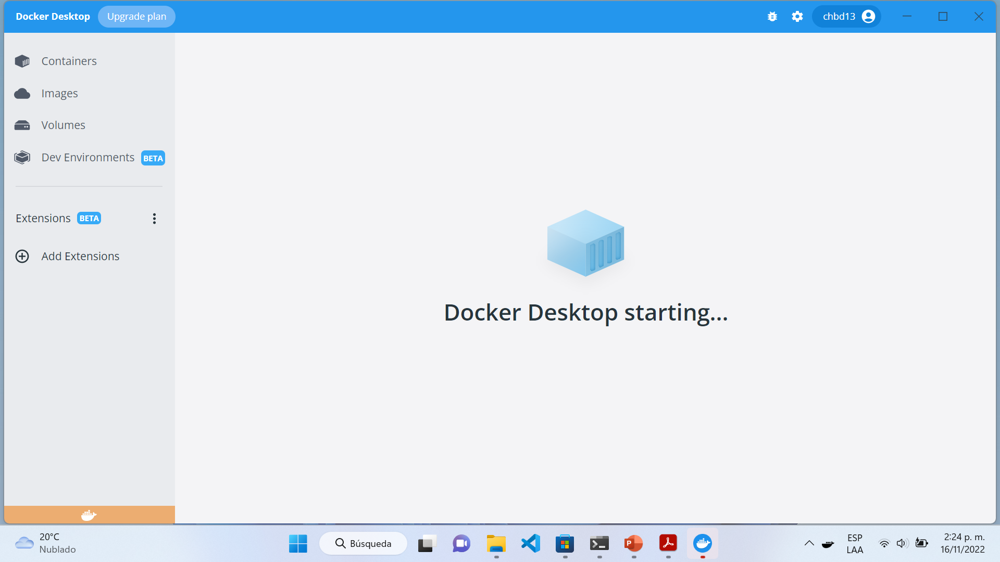 Docker Desktop
Upgrade plan
chbd13
Containers
Images
Volumes
Dev Environments BETA
Extensions BETA
Add Extensions
Docker Desktop starting...
20°C
Nublado
Búsqueda
P
ESP
LAA
2:24 p. m.
16/11/2022